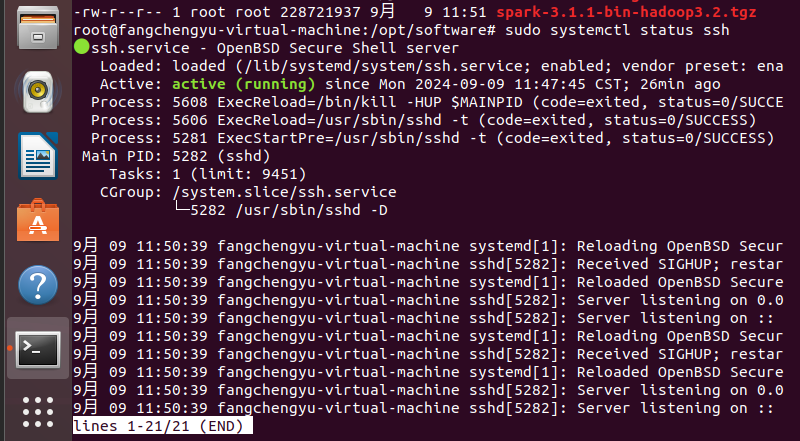 -rw-r--r-- 1 root root 228721937 9月   9 11:51 spark-3.1.1-bin-hadoop3.2.tgz
root@fangchengyu-virtual-machine:/opt/software# sudo systemctl status ssh
●ssh.service - OpenBSD Secure Shell server
   Loaded: loaded (/lib/systemd/system/ssh.service; enabled; vendor preset: ena
   Active: active (running) since Mon 2024-09-09 11:47:45 CST; 26min ago
  Process: 5608 ExecReload=/bin/kill -HUP $MAINPID (code=exited, status=0/SUCCE
  Process: 5606 ExecReload=/usr/sbin/sshd -t (code=exited, status=0/SUCCESS)
  Process: 5281 ExecStartPre=/usr/sbin/sshd -t (code=exited, status=0/SUCCESS)
 Main PID: 5282 (sshd)
    Tasks: 1 (limit: 9451)
   CGroup: /system.slice/ssh.service
           └─5282 /usr/sbin/sshd -D
9月 09 11:50:39 fangchengyu-virtual-machine systemd[1]: Reloading OpenBSD Secur
9月 09 11:50:39 fangchengyu-virtual-machine sshd[5282]: Received SIGHUP; restar
9月 09 11:50:39 fangchengyu-virtual-machine systemd[1]: Reloaded OpenBSD Secure
9月 09 11:50:39 fangchengyu-virtual-machine sshd[5282]: Server listening on 0.0
9月 09 11:50:39 fangchengyu-virtual-machine sshd[5282]: Server listening on ::
9月 09 11:50:39 fangchengyu-virtual-machine systemd[1]: Reloading OpenBSD Secur
9月 09 11:50:39 fangchengyu-virtual-machine sshd[5282]: Received SIGHUP; restar
9月 09 11:50:39 fangchengyu-virtual-machine systemd[1]: Reloaded OpenBSD Secure
9月 09 11:50:39 fangchengyu-virtual-machine sshd[5282]: Server listening on 0.0
9月 09 11:50:39 fangchengyu-virtual-machine sshd[5282]: Server listening on ::
lines 1-21/21 (END)